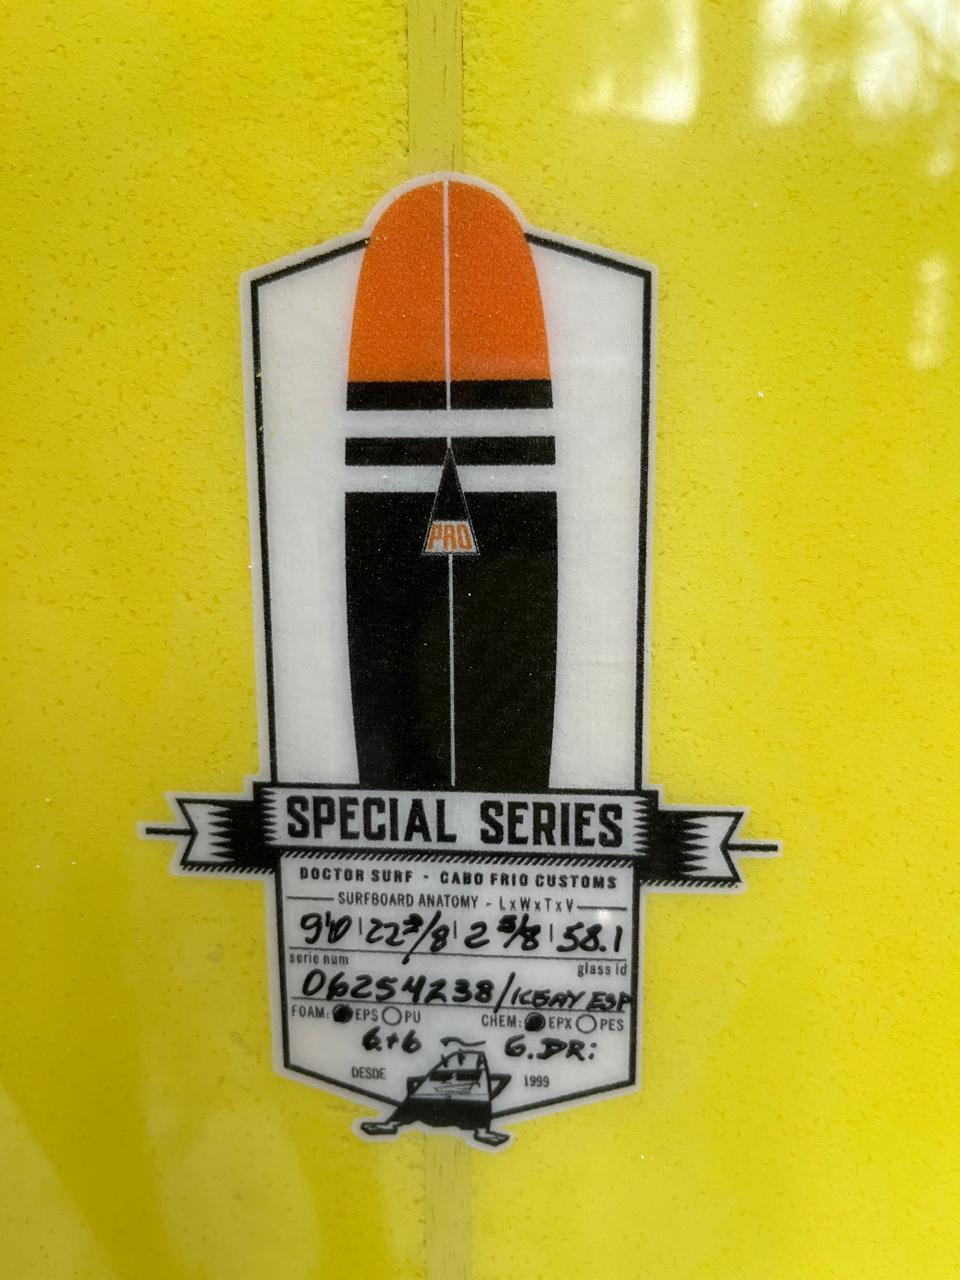 PRO
SPECIAL SERIES
DOCTOR SURF - CABO FRIO CUSTOMS
SURFBOARD ANATOMY - LxWxTxV
9'0 | 22 3/8 | 2 5/8 | 58.1
serie num glass id
06254238 /
FOAM: EPS PU CHEM: EPX PES
6+6 6.DR:
DESDE 1999